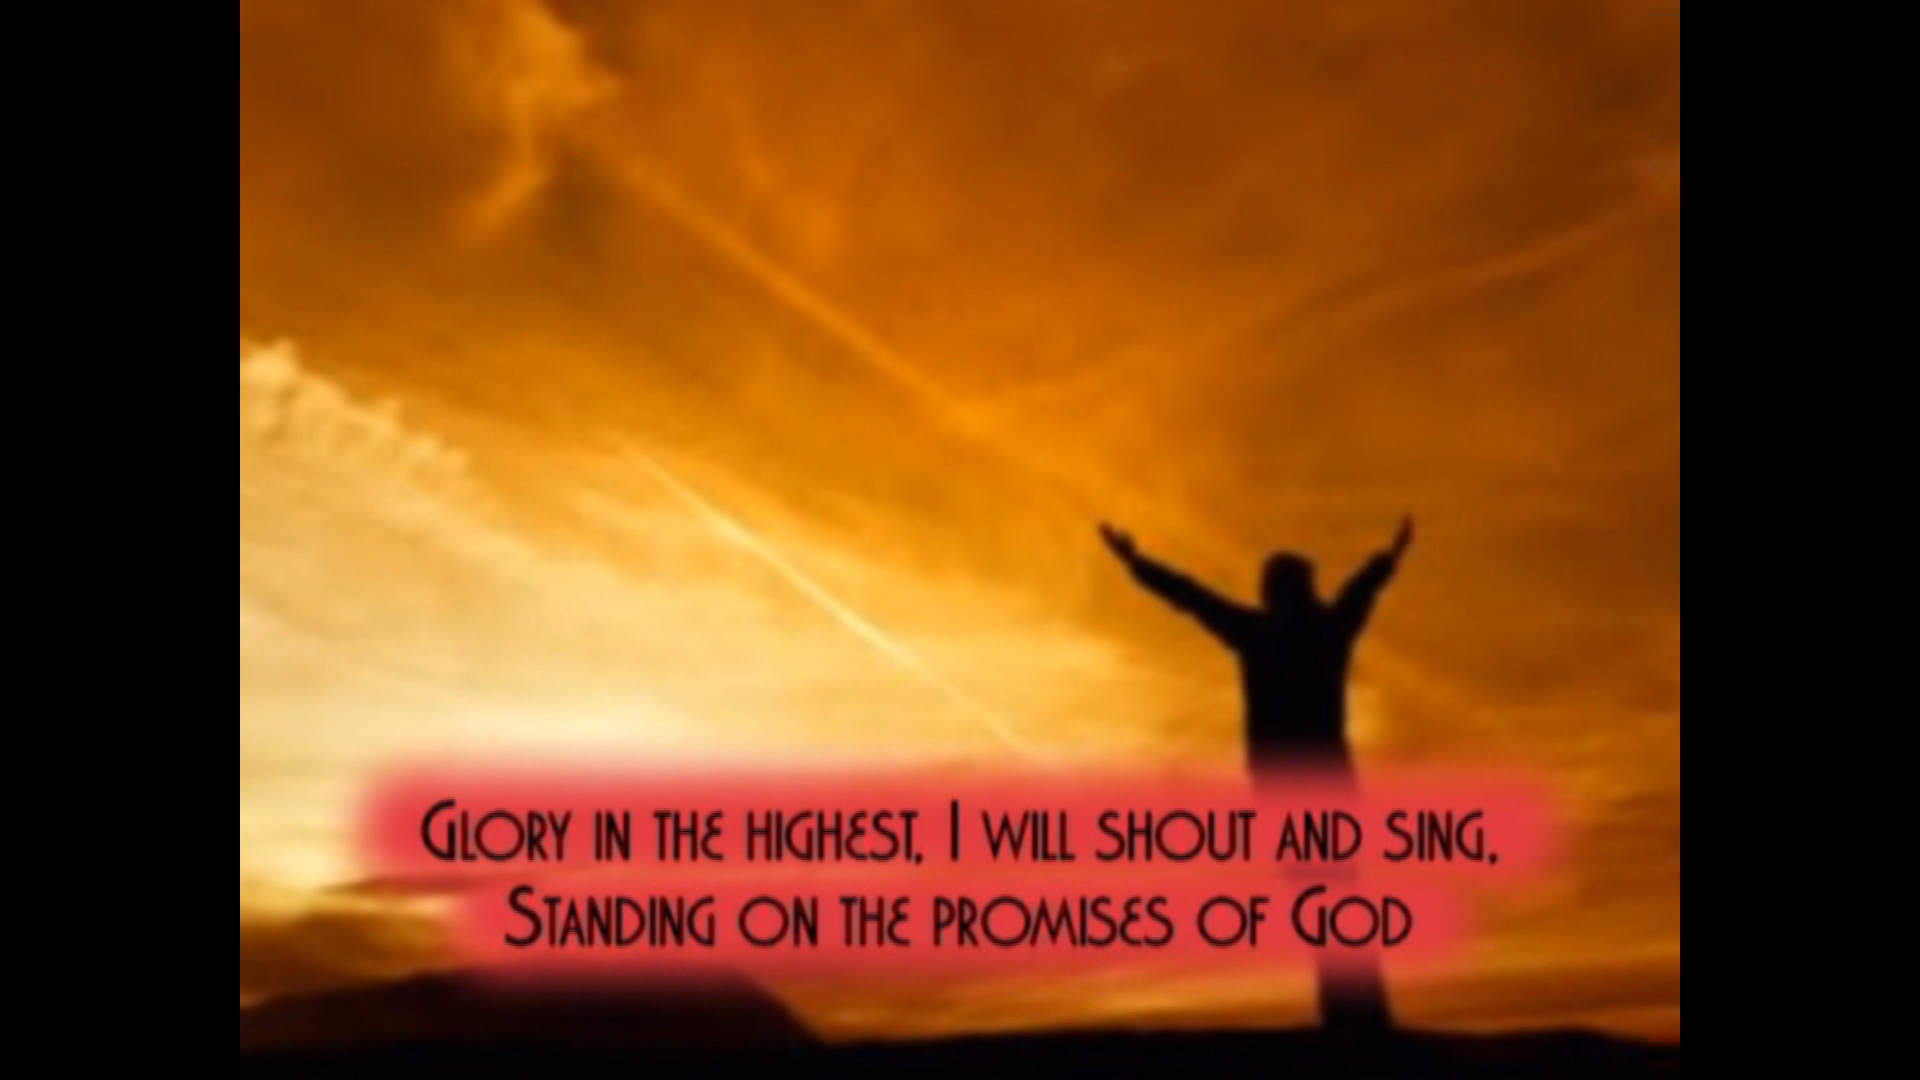 Glory in the highest, I will shout and sing,
Standing on the promises of God